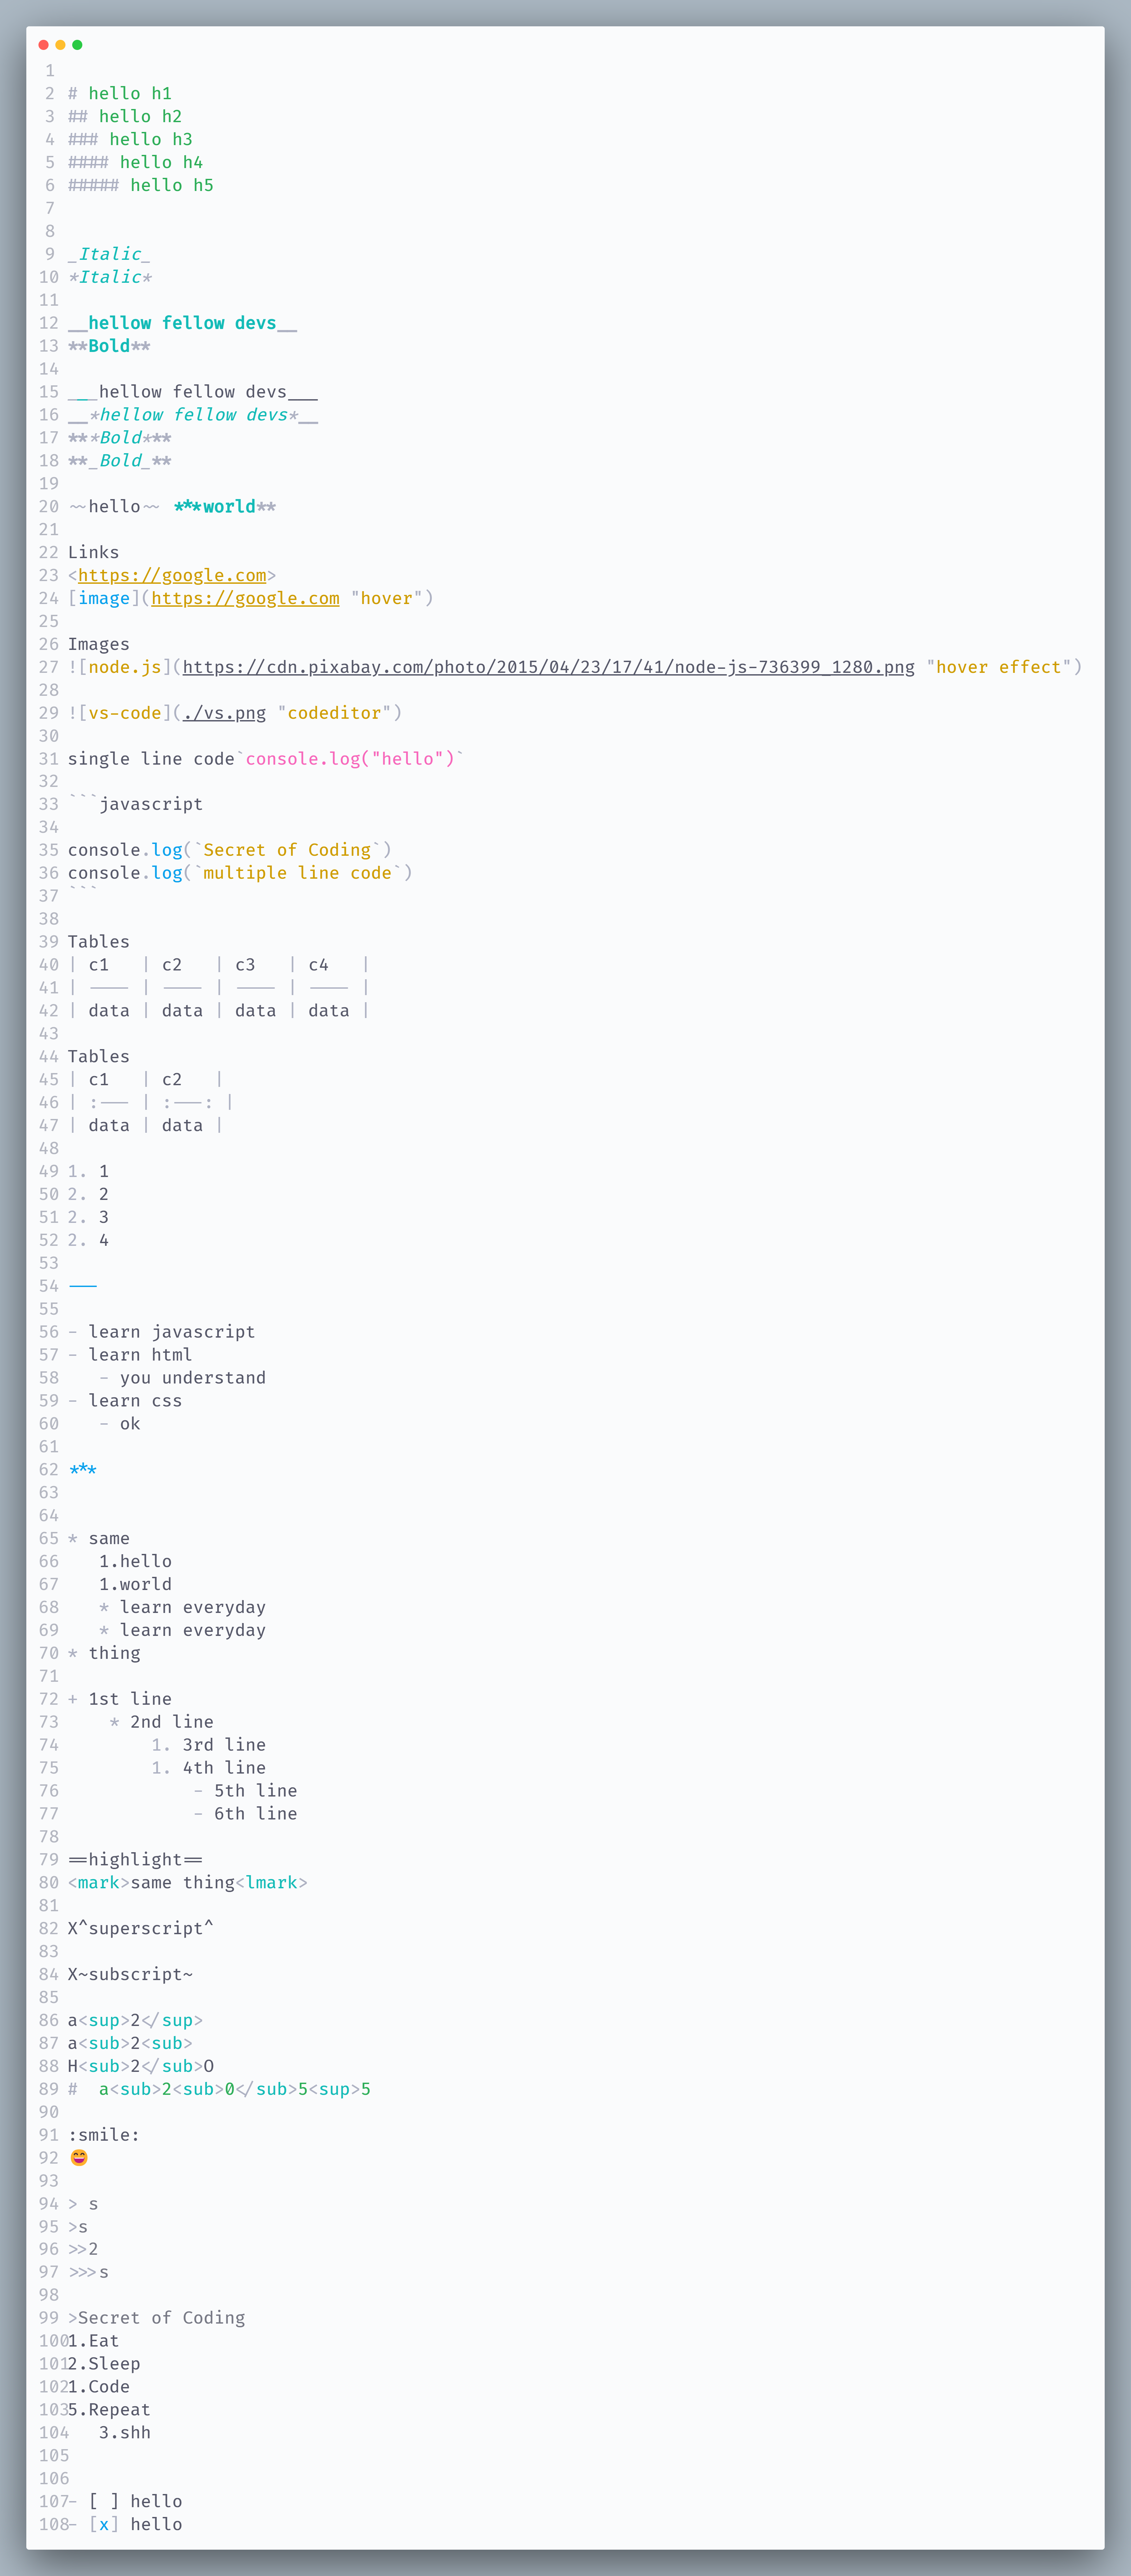 1
2 # hello h1
3 ## hello h2
4 ### hello h3
5 #### hello h4
6 ##### hello h5
7
8
9 _Italic_
10 *Italic*
11
12 __hellow fellow devs__
13 **Bold**
14
15 ___hellow fellow devs___
16 __*hellow fellow devs*__
17 ***Bold***
18 **_Bold_**
19
20 ~~hello~~ ***world**
21
22 Links
23 <https://google.com>
24 [image](https://google.com "hover")
25
26 Images
27 ![node.js](https://cdn.pixabay.com/photo/2015/04/23/17/41/node-js-736399_1280.png "hover effect")
28
29 ![vs-code](./vs.png "codeditor")
30
31 single line code`console.log("hello")`
32
33 ```javascript
34
35 console.log(`Secret of Coding`)
36 console.log(`multiple line code`)
37 ```
38
39 Tables
40 | c1   | c2   | c3   | c4   |
41 | ---- | ---- | ---- | ---- |
42 | data | data | data | data |
43
44 Tables
45 | c1   | c2   |
46 | :--- | :---: |
47 | data | data |
48
49 1. 1
50 2. 2
51 2. 3
52 2. 4
53
54 ---
55
56 - learn javascript
57 - learn html
58    - you understand
59 - learn css
60    - ok
61
62 ***
63
64
65 * same
66    1.hello
67    1.world
68    * learn everyday
69    * learn everyday
70 * thing
71
72 + 1st line
73     * 2nd line
74         1. 3rd line
75         1. 4th line
76             - 5th line
77             - 6th line
78
79 ==highlight==
80 <mark>same thing<lmark>
81
82 X^superscript^
83
84 X~subscript~
85
86 a<sup>2</sup>
87 a<sub>2<sub>
88 H<sub>2</sub>O
89 #  a<sub>2<sub>0</sub>5<sup>5
90
91 :smile:
92 😄
93
94 > s
95 >s
96 >>2
97 >>>s
98
99 >Secret of Coding
100 1.Eat
101 2.Sleep
102 1.Code
103 5.Repeat
104    3.shh
105
106
107 - [ ] hello
108 - [x] hello